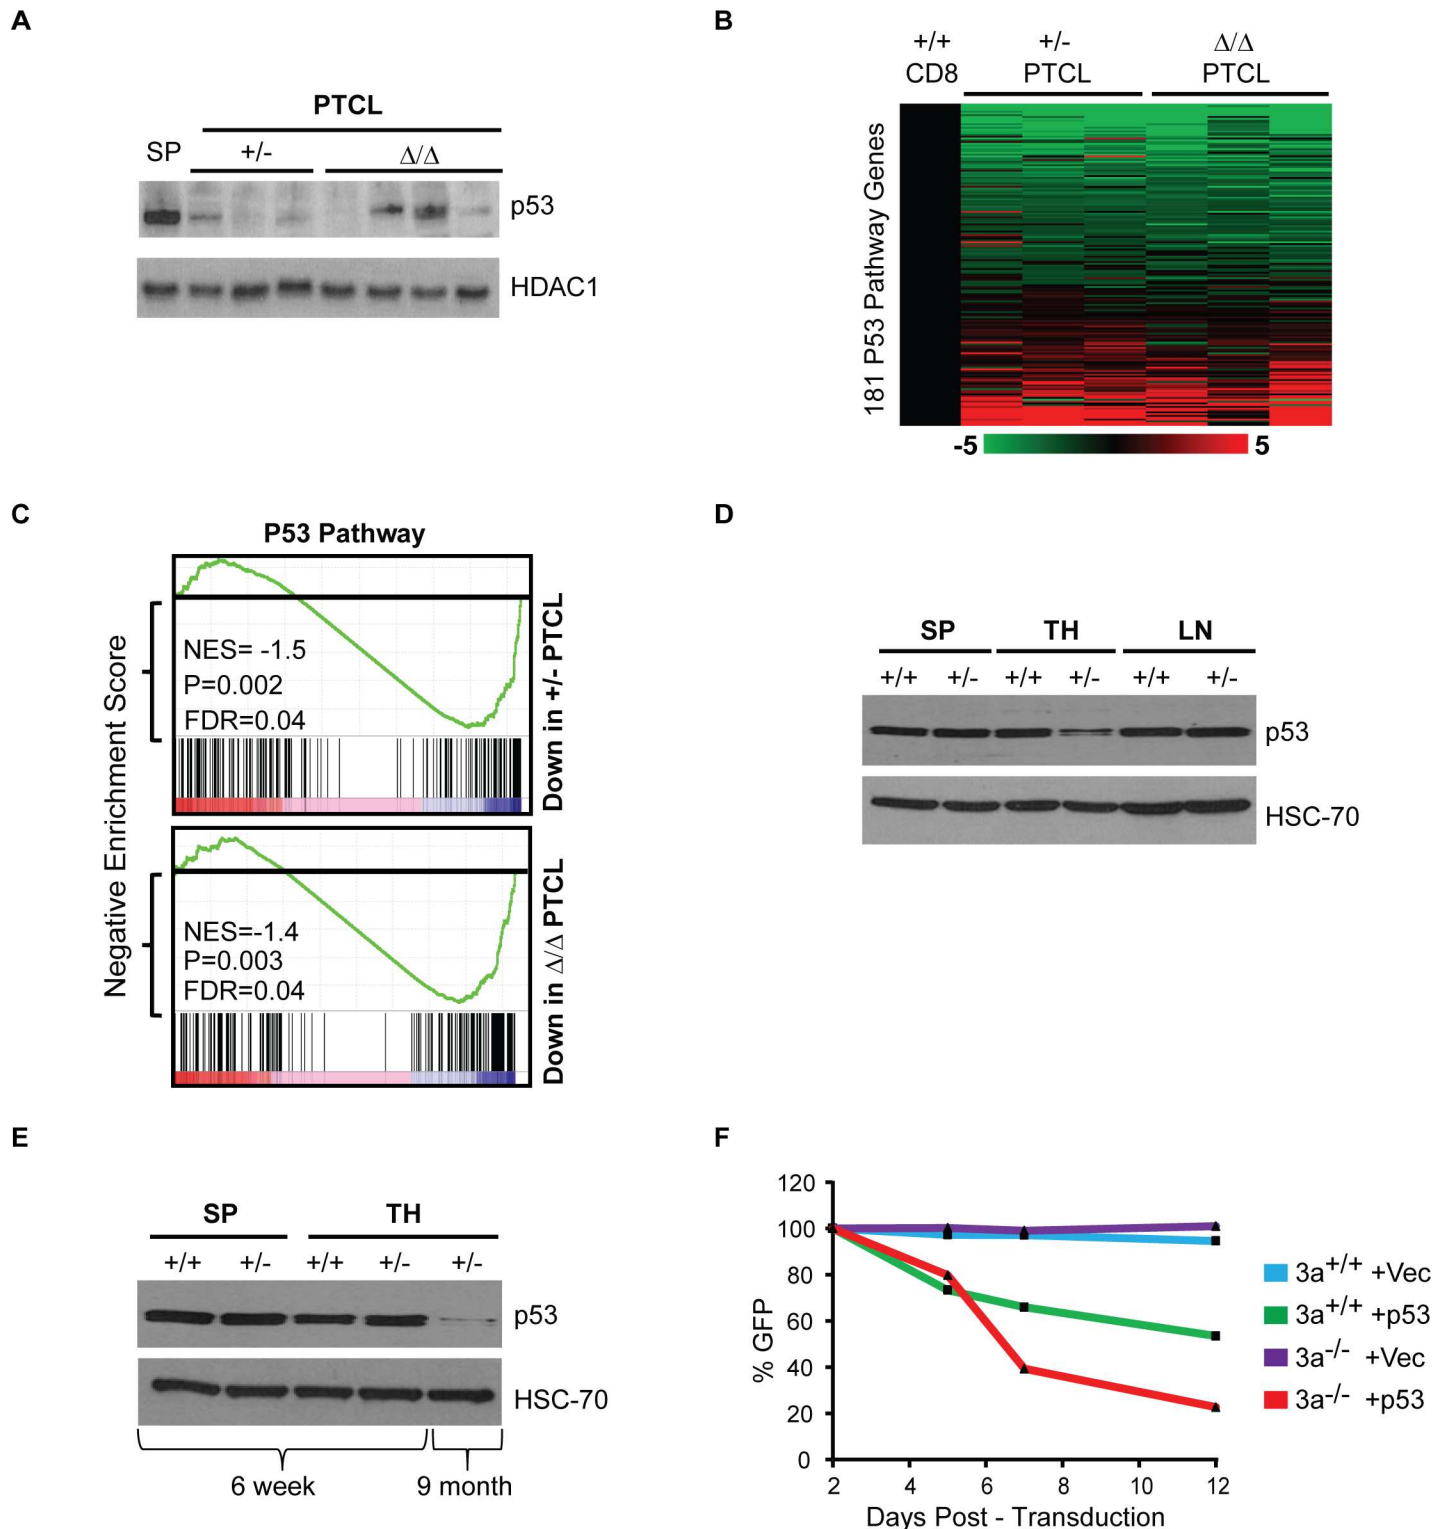 A
PTCL
SP +/- Δ/Δ
p53
HDAC1
B
+/+ +/- Δ/Δ
CD8 PTCL PTCL
181 P53 Pathway Genes
-5 5
C
P53 Pathway
Negative Enrichment Score
NES= -1.5
P=0.002
FDR=0.04
Down in +/- PTCL
NES=-1.4
P=0.003
FDR=0.04
Down in Δ/Δ PTCL
D
SP TH LN
+/+ +/- +/+ +/- +/+ +/-
p53
HSC-70
E
SP TH
+/+ +/- +/+ +/- +/-
p53
HSC-70
6 week 9 month
F
% GFP
120
100
80
60
40
20
0
2 4 6 8 10 12
Days Post - Transduction
3a+/+ +Vec
3a+/+ +p53
3a-/- +Vec
3a-/- +p53